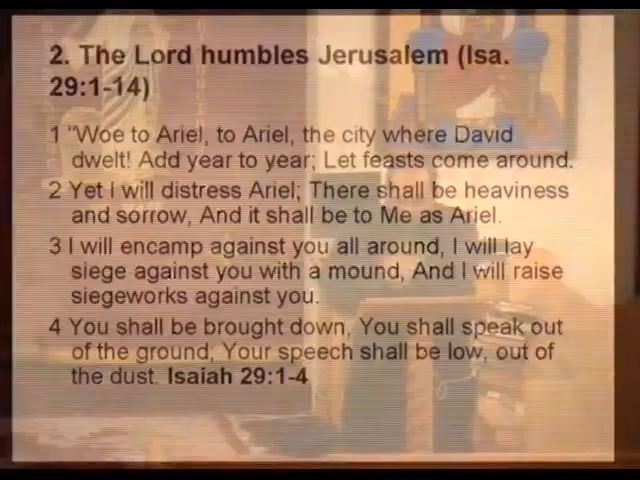 2. The Lord humbles Jerusalem (Isa.
29:1-14)
1 "Woe to Ariel, to Ariel, the city where David
dwelt! Add year to year; Let feasts come around.
2 Yet I will distress Ariel; There shall be heaviness
and sorrow, And it shall be to Me as Ariel.
3 I will encamp against you all around, I will lay
siege against you with a mound, And I will raise
siegeworks against you.
4 You shall be brought down, You shall speak out
of the ground; Your speech shall be low, out of
the dust. Isaiah 29:1-4